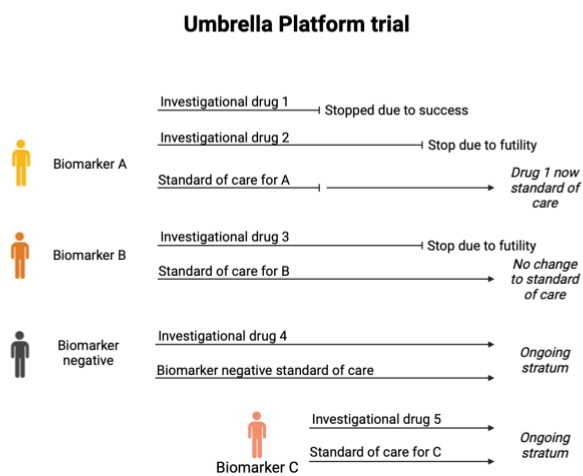 Umbrella Platform trial
Investigational drug 1
Stopped due to success
Investigational drug 2
Stop due to futility
Biomarker A
Standard of care for A
Drug 1 now
standard of
care
Investigational drug 3
Stop due to futility
Biomarker B
Standard of care for B
No change
to standard
of care
Investigational drug 4
Biomarker
negative
Ongoing
stratum
Biomarker negative standard of care
Investigational drug 5
Ongoing
stratum
Standard of care for C
Biomarker C